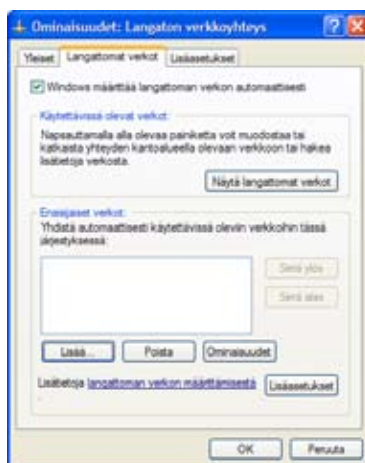 Ominaisuudet: Langaton verkkoyhteys
Yleiset Langattomat verkot Lisäasetukset
Windows määrittää langattoman verkon automaattisesti
Käytettävissä olevat verkot:
Napsauttamalla alla olevaa painiketta voit muodostaa tai
katkaista yhteyden kantoalueella olevaan verkkoon tai hakea
lisätietoja verkosta.
Näytä langattomat verkot
Ensisijaiset verkot:
Yhdistä automaattisesti käytettävissä oleviin verkkoihin tässä
järjestyksessä:
Siirrä ylös
Siirrä alas
Lisää... Poista Ominaisuudet
Lisätietoja langattoman verkon määrittämisestä
. Lisäasetukset
OK Peruuta